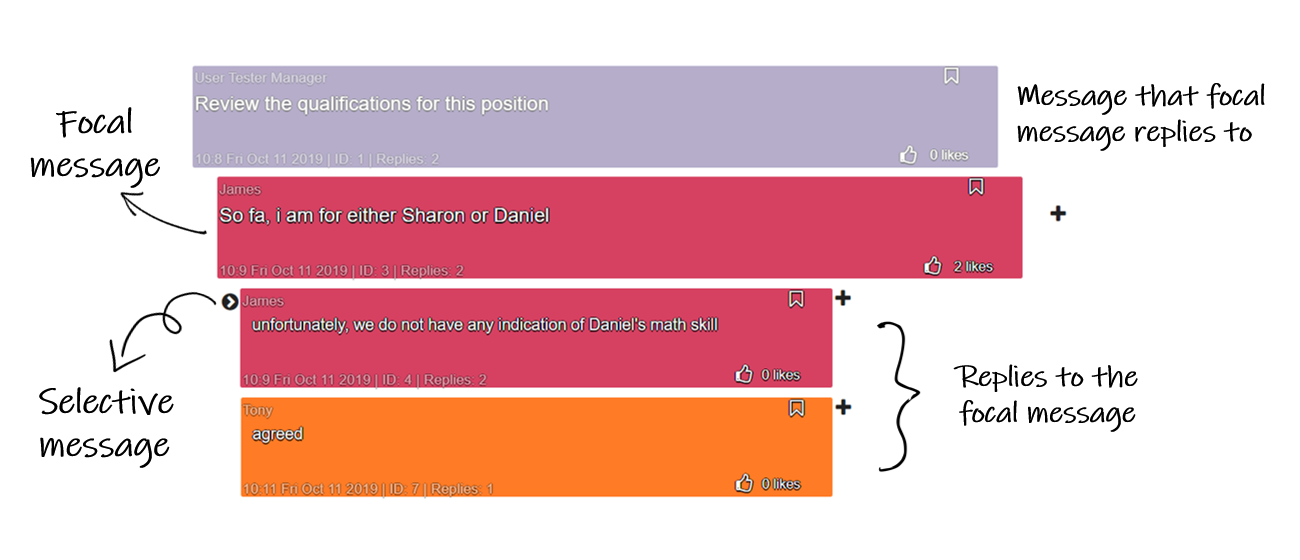 User Tester Manager
Review the qualifications for this position
10:8 Fri Oct 11 2019 | ID: 1 | Replies: 2
0 likes
Message that focal
message replies to
Focal
message
James
So fa, i am for either Sharon or Daniel
10:9 Fri Oct 11 2019 | ID: 3 | Replies: 2
2 likes
James
unfortunately, we do not have any indication of Daniel's math skill
10:9 Fri Oct 11 2019 | ID: 4 | Replies: 2
0 likes
Selective
message
Tony
agreed
10:11 Fri Oct 11 2019 | ID: 7 | Replies: 1
0 likes
Replies to the
focal message